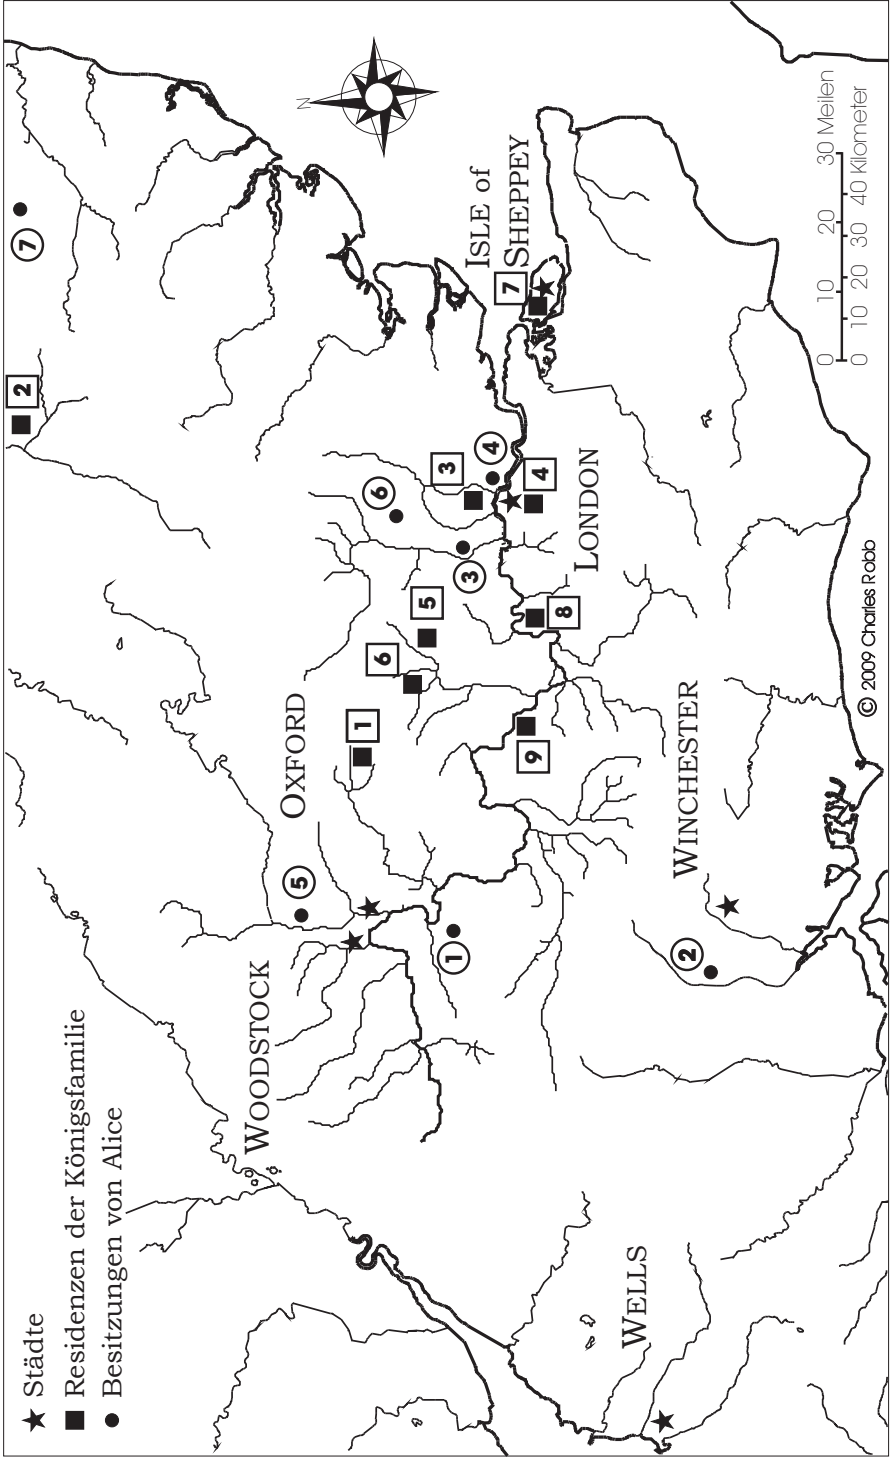 ★ Städte
■ Residenzen der Königsfamilie
● Besitzungen von Alice
N
7
2
WOODSTOCK
OXFORD
5
1
6
5
6
3
3
4
ISLE of
SHEPPEY
7
1
9
8
4
LONDON
WELLS
2
WINCHESTER
0 10 20 30 Meilen
0 10 20 30 40 Kilometer
© 2009 Charles Robb